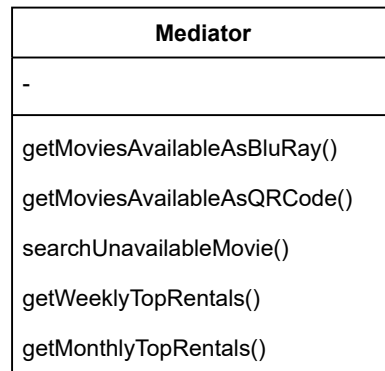 Mediator
-
getMoviesAvailableAsBluRay()
getMoviesAvailableAsQRCode()
searchUnavailableMovie()
getWeeklyTopRentals()
getMonthlyTopRentals()